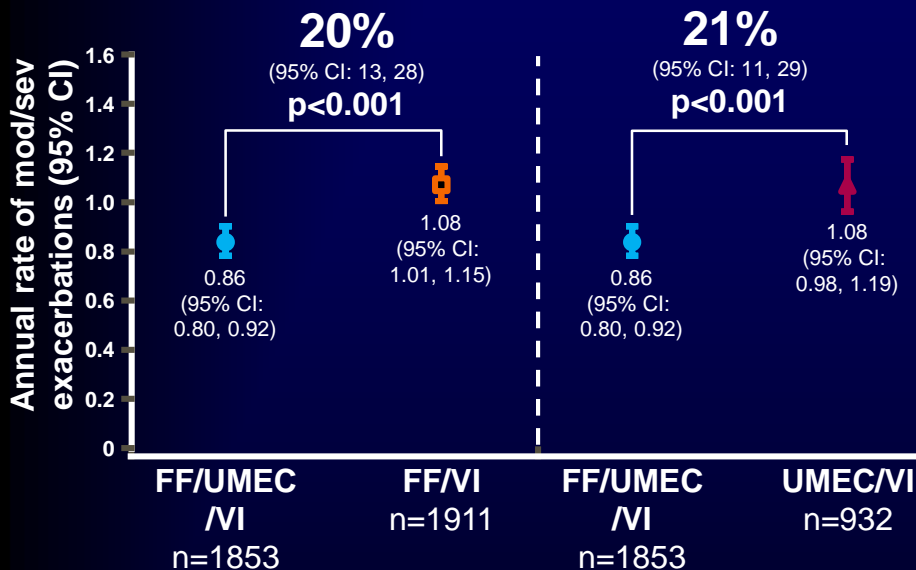 Annual rate of mod/sev
exacerbations (95% CI)
1.6
1.4
1.2
1.0
0.8
0.6
0.4
0.2
0
20%
(95% CI: 13, 28)
p<0.001
0.86
(95% CI:
0.80, 0.92)
1.08
(95% CI:
1.01, 1.15)
21%
(95% CI: 11, 29)
p<0.001
0.86
(95% CI:
0.80, 0.92)
1.08
(95% CI:
0.98, 1.19)
FF/UMEC
/VI
n=1853
FF/VI
n=1911
FF/UMEC
/VI
n=1853
UMEC/VI
n=932